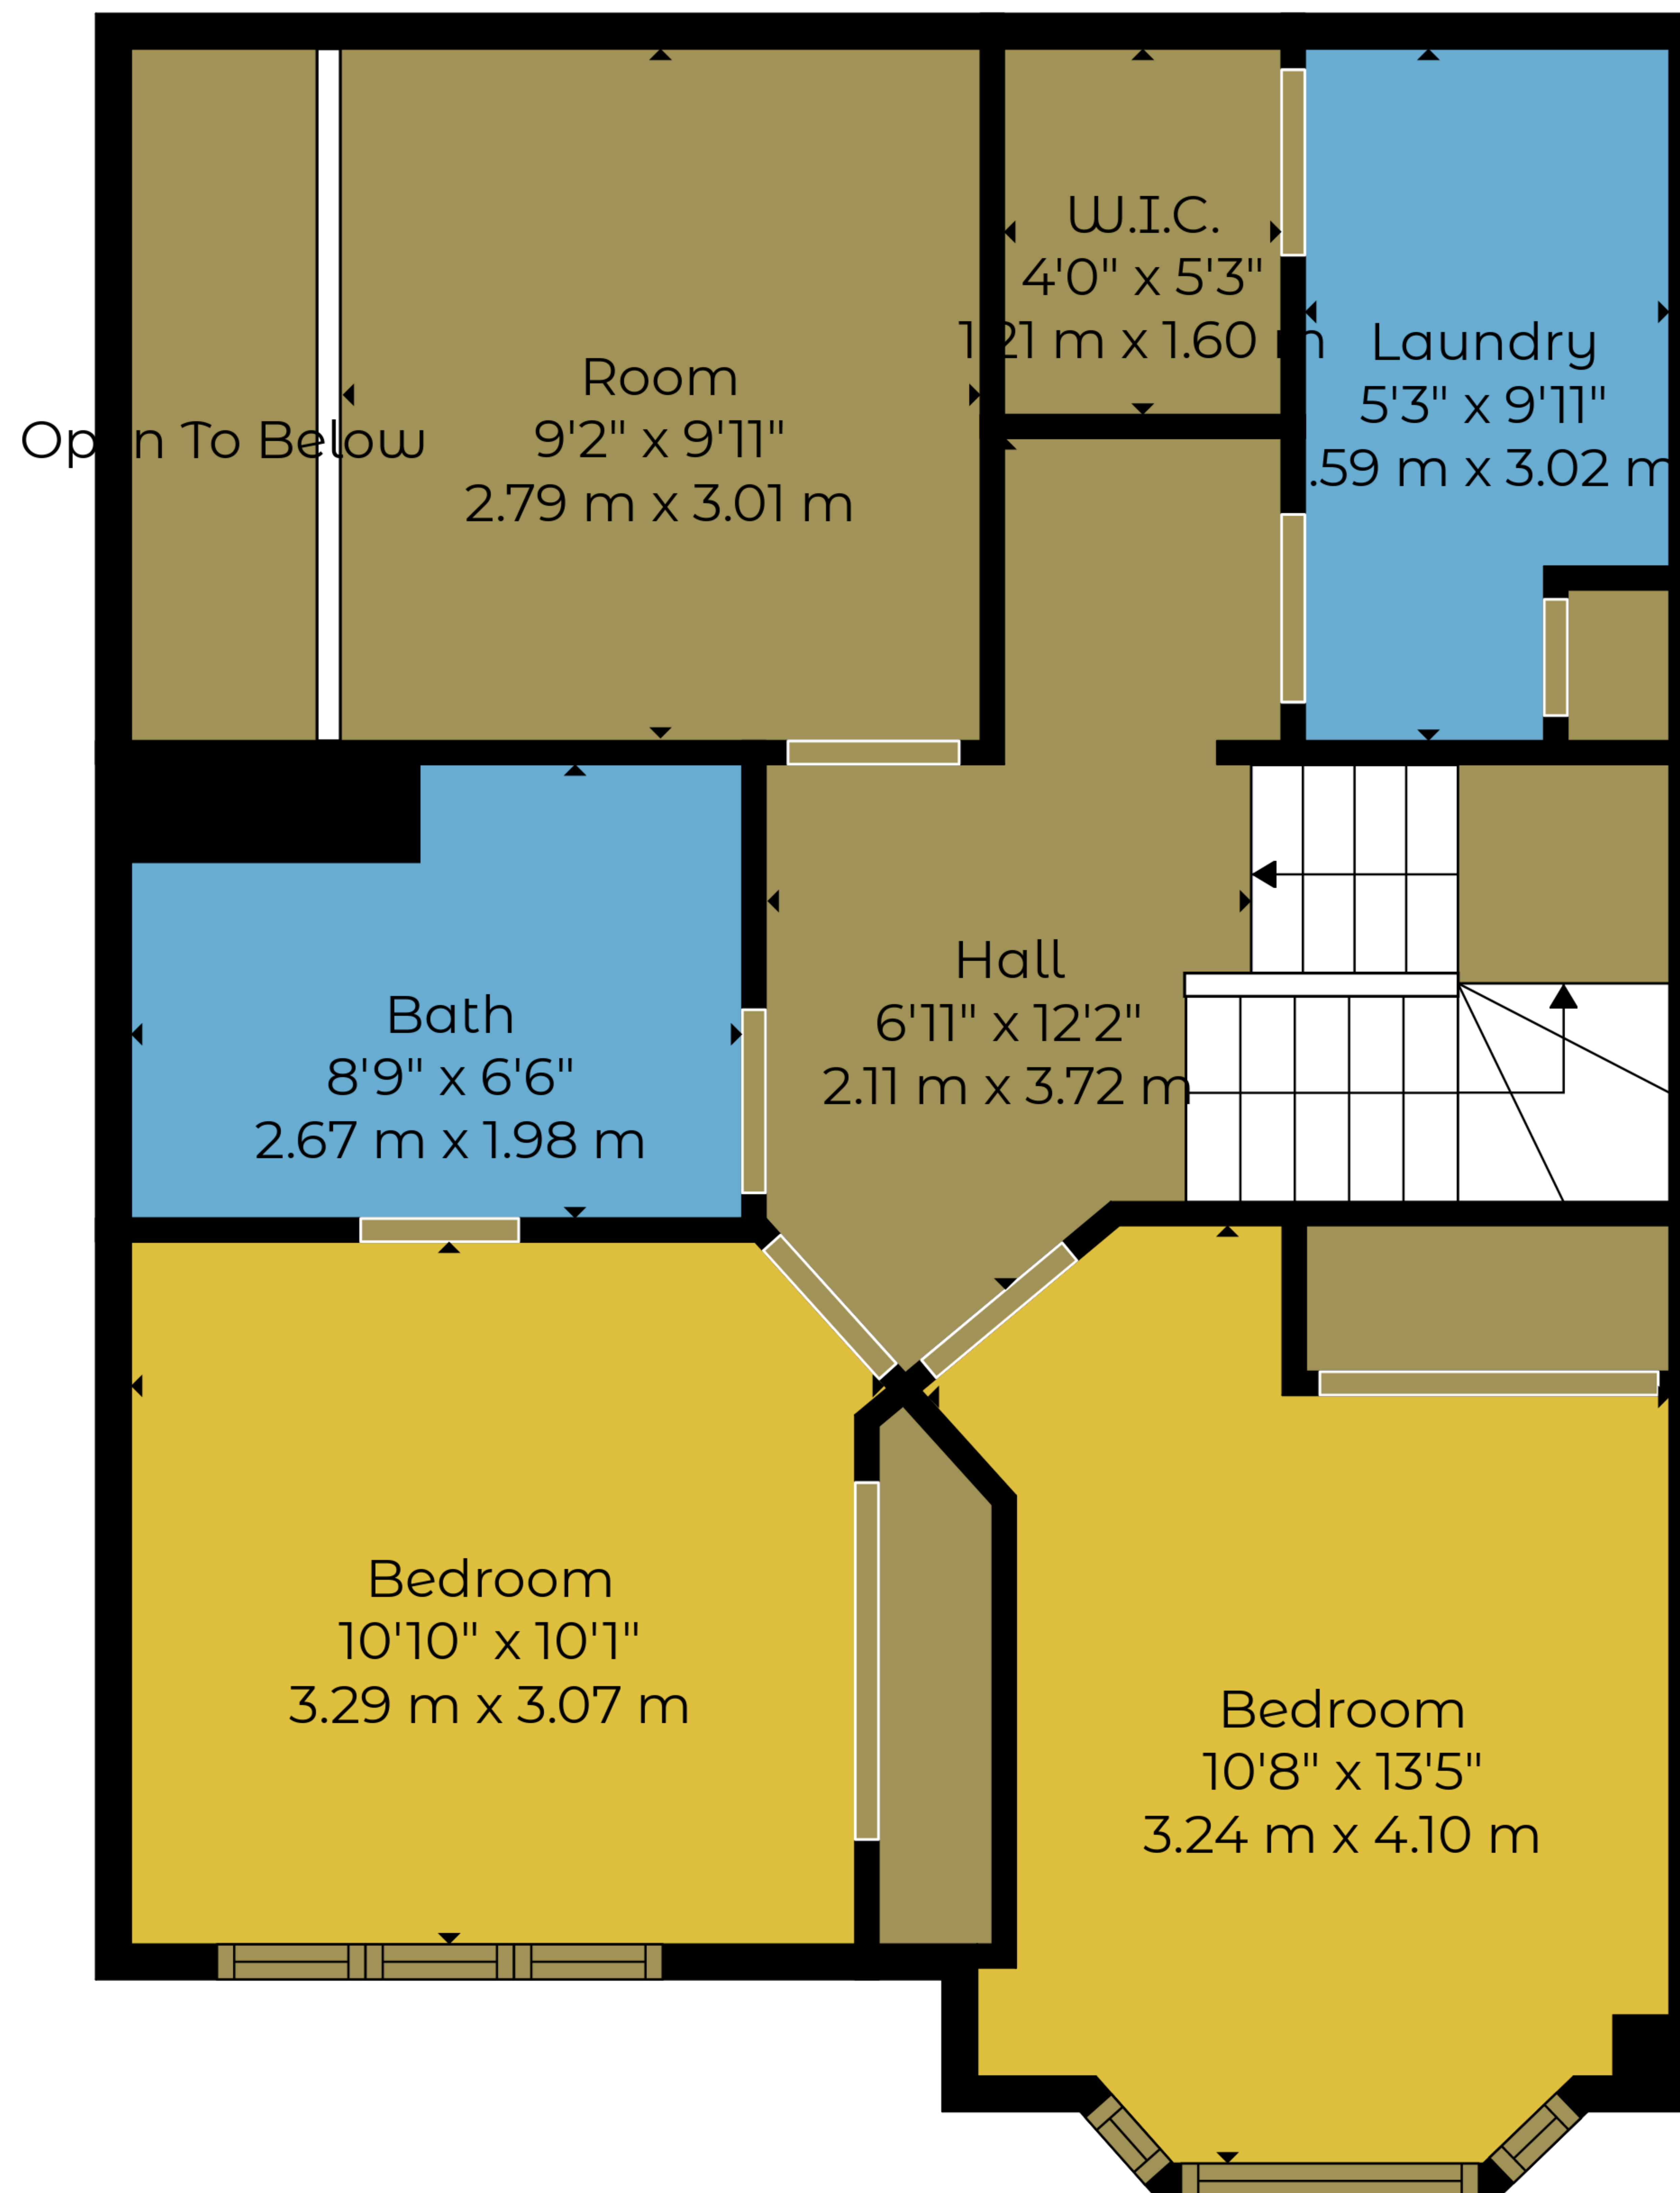 W.I.C.
4'0" x 5'3"
1.21 m x 1.60 m
Laundry
5'3" x 9'11"
.59 m x 3.02 m
Room
9'2" x 9'11"
2.79 m x 3.01 m
Open To Below
Hall
6'11" x 12'2"
2.11 m x 3.72 m
Bath
8'9" x 6'6"
2.67 m x 1.98 m
Bedroom
10'10" x 10'1"
3.29 m x 3.07 m
Bedroom
10'8" x 13'5"
3.24 m x 4.10 m